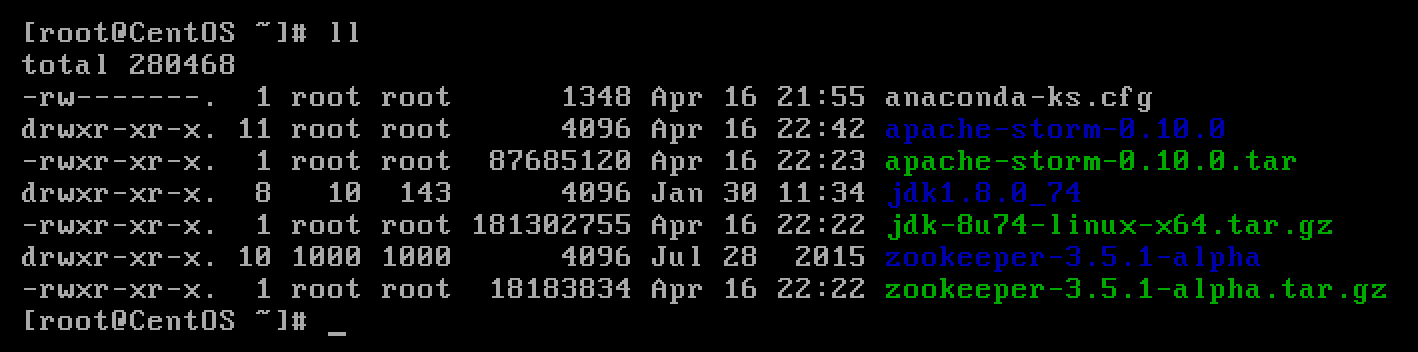 [root@CentOS ~]# ll
total 280468
-rw-------.  1 root root      1348 Apr 16 21:55 anaconda-ks.cfg
drwxr-xr-x. 11 root root      4096 Apr 16 22:42 apache-storm-0.10.0
-rwxr-xr-x.  1 root root  87685120 Apr 16 22:23 apache-storm-0.10.0.tar
drwxr-xr-x.  8   10  143      4096 Jan 30 11:34 jdk1.8.0_74
-rwxr-xr-x.  1 root root 181302755 Apr 16 22:22 jdk-8u74-linux-x64.tar.gz
drwxr-xr-x. 10 1000 1000      4096 Jul 28  2015 zookeeper-3.5.1-alpha
-rwxr-xr-x.  1 root root  18183834 Apr 16 22:22 zookeeper-3.5.1-alpha.tar.gz
[root@CentOS ~]# _